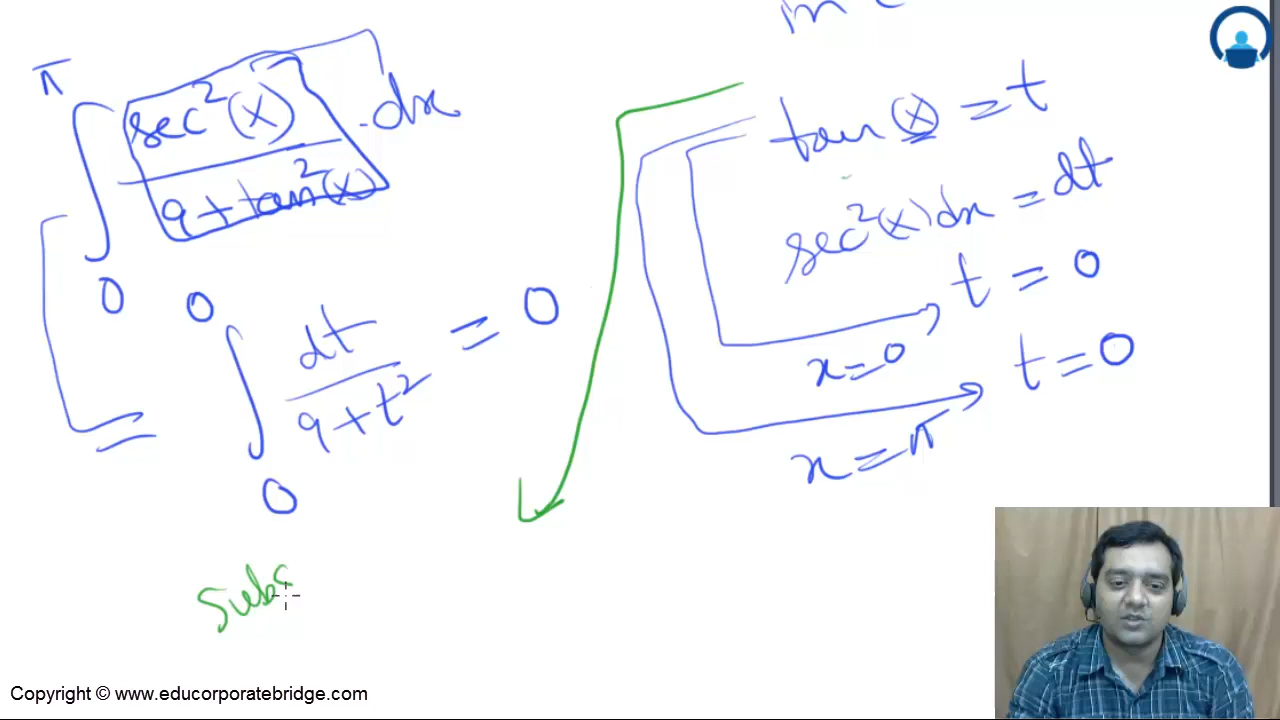 ∫₀^π sec²(x)/(9+tan²(x)) .dx
= ∫₀^0 dt/(9+t²) = 0
tan(x) = t
sec²(x)dx = dt
t = 0
x=0
t=0
x=π
subs
Copyright © www.educorporatebridge.com